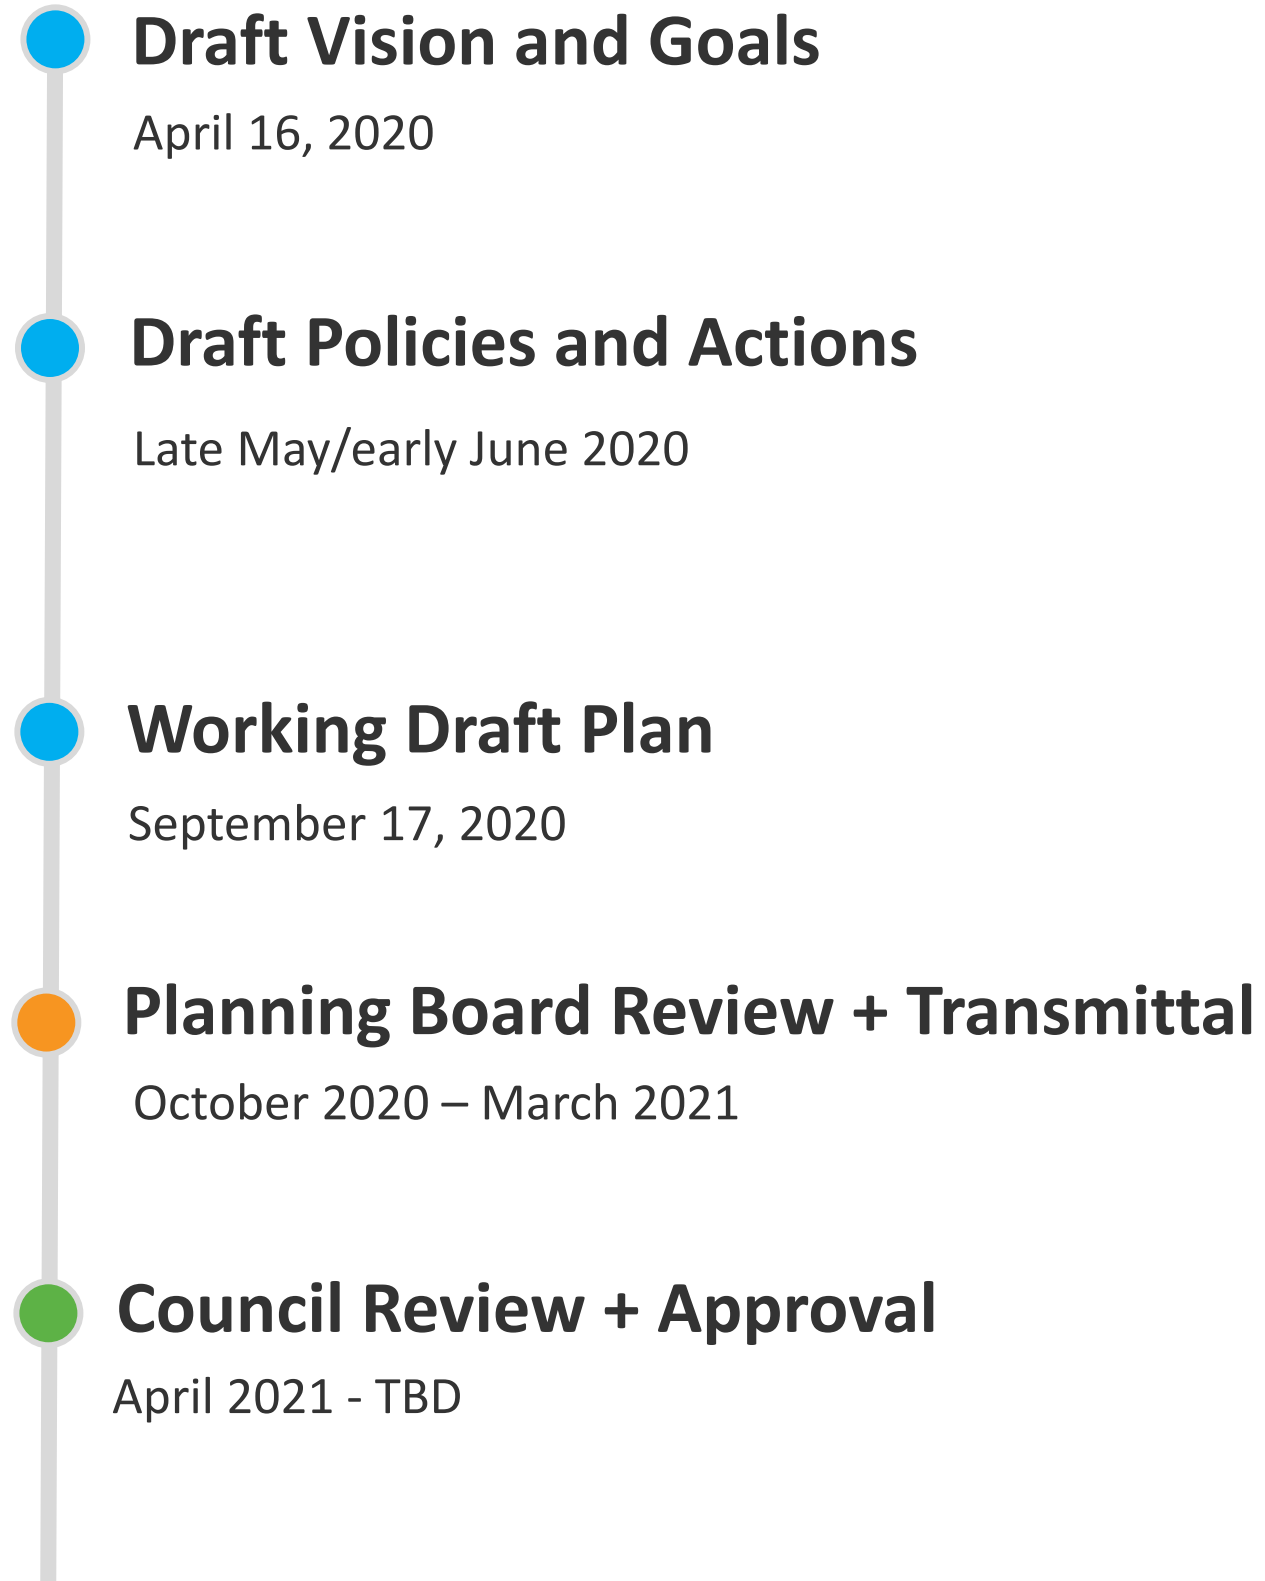 Draft Vision and Goals
April 16, 2020
Draft Policies and Actions
Late May/early June 2020
Working Draft Plan
September 17, 2020
Planning Board Review + Transmittal
October 2020 – March 2021
Council Review + Approval
April 2021 - TBD